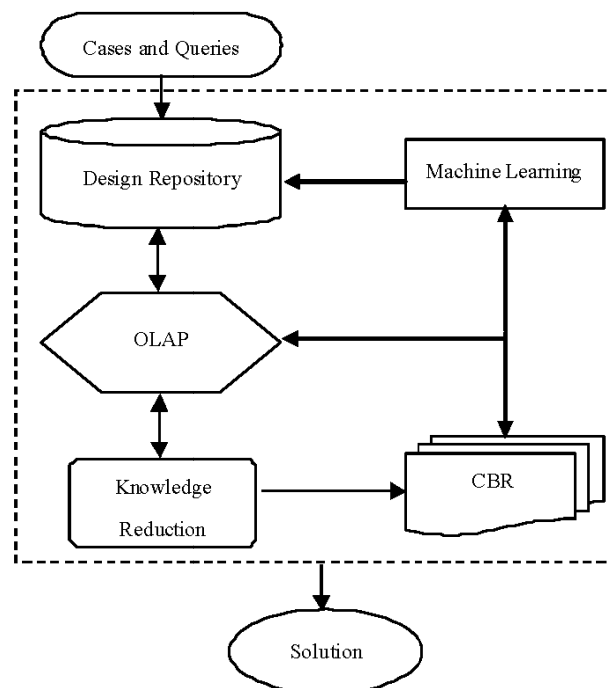 Cases and Queries
Design Repository
Machine Learning
OLAP
Knowledge
Reduction
CBR
Solution